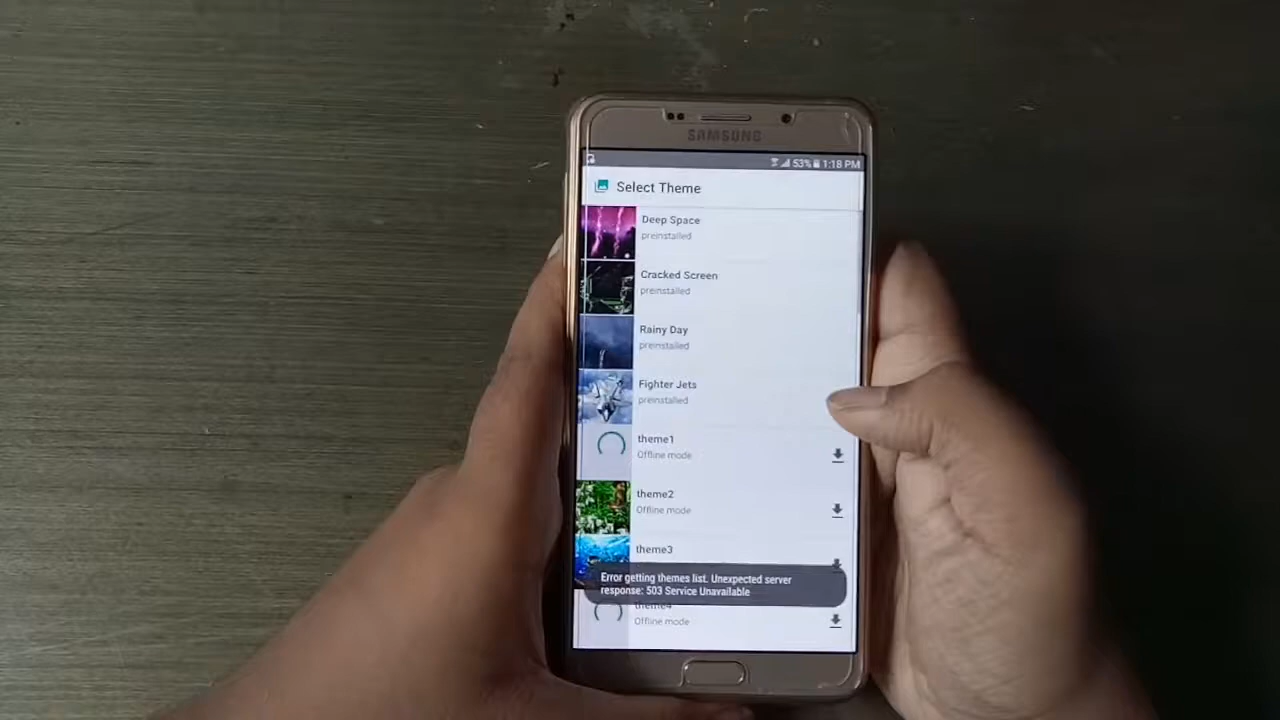 SAMSUNG
53% 1:18 PM
Select Theme
Deep Space
preinstalled
Cracked Screen
preinstalled
Rainy Day
preinstalled
Fighter Jets
preinstalled
theme1
Offline mode
theme2
Offline mode
theme3
Error getting themes list. Unexpected server
response: 503 Service Unavailable
theme4
Offline mode